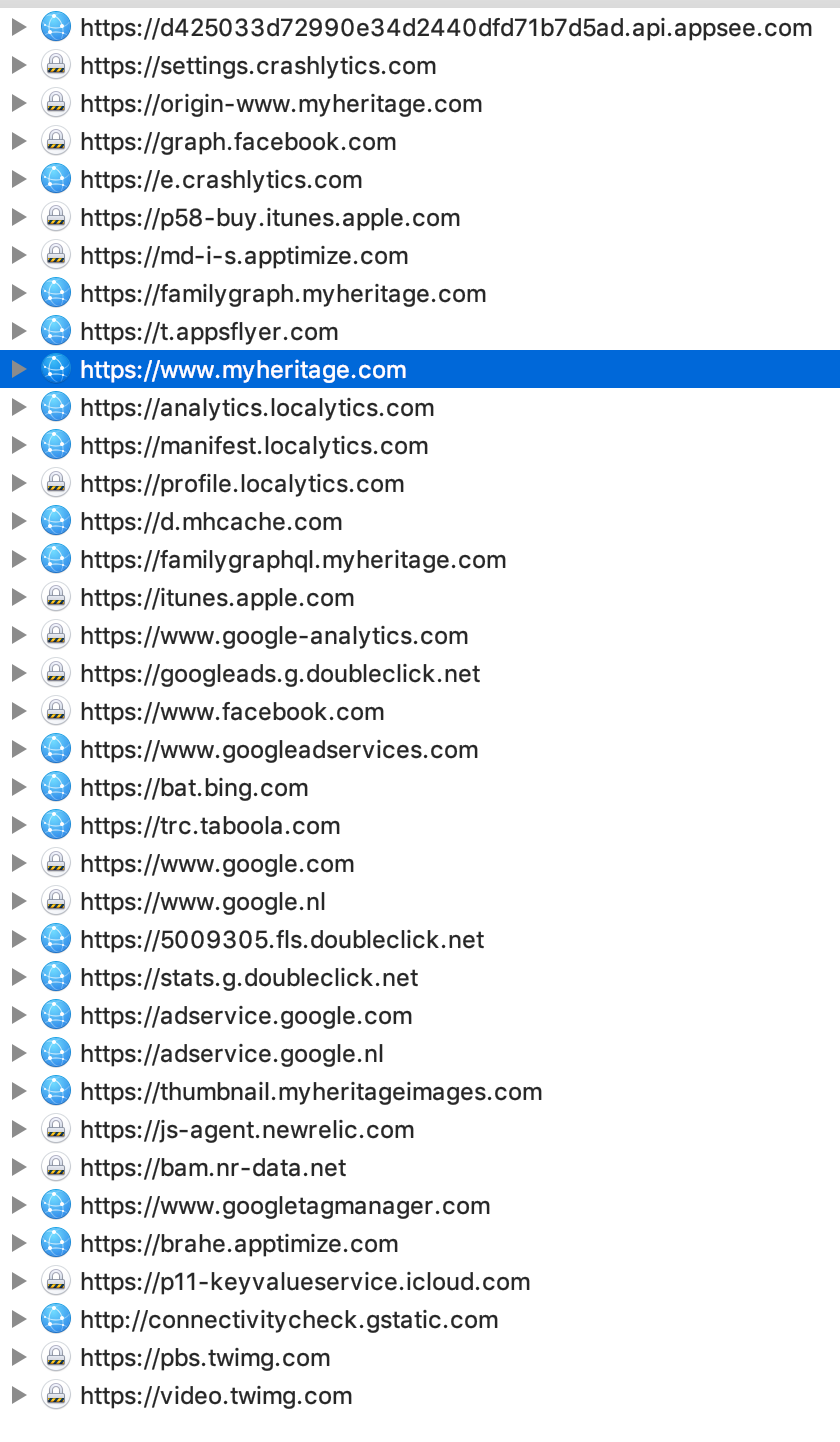 https://d425033d72990e34d2440dfd71b7d5ad.api.appsee.com
https://settings.crashlytics.com
https://origin-www.myheritage.com
https://graph.facebook.com
https://e.crashlytics.com
https://p58-buy.itunes.apple.com
https://md-i-s.apptimize.com
https://familygraph.myheritage.com
https://t.appsflyer.com
https://www.myheritage.com
https://analytics.localytics.com
https://manifest.localytics.com
https://profile.localytics.com
https://d.mhcache.com
https://familygraphql.myheritage.com
https://itunes.apple.com
https://www.google-analytics.com
https://googleads.g.doubleclick.net
https://www.facebook.com
https://www.googleadservices.com
https://bat.bing.com
https://trc.taboola.com
https://www.google.com
https://www.google.nl
https://5009305.fls.doubleclick.net
https://stats.g.doubleclick.net
https://adservice.google.com
https://adservice.google.nl
https://thumbnail.myheritageimages.com
https://js-agent.newrelic.com
https://bam.nr-data.net
https://www.googletagmanager.com
https://brahe.apptimize.com
https://p11-keyvalueservice.icloud.com
http://connectivitycheck.gstatic.com
https://pbs.twimg.com
https://video.twimg.com